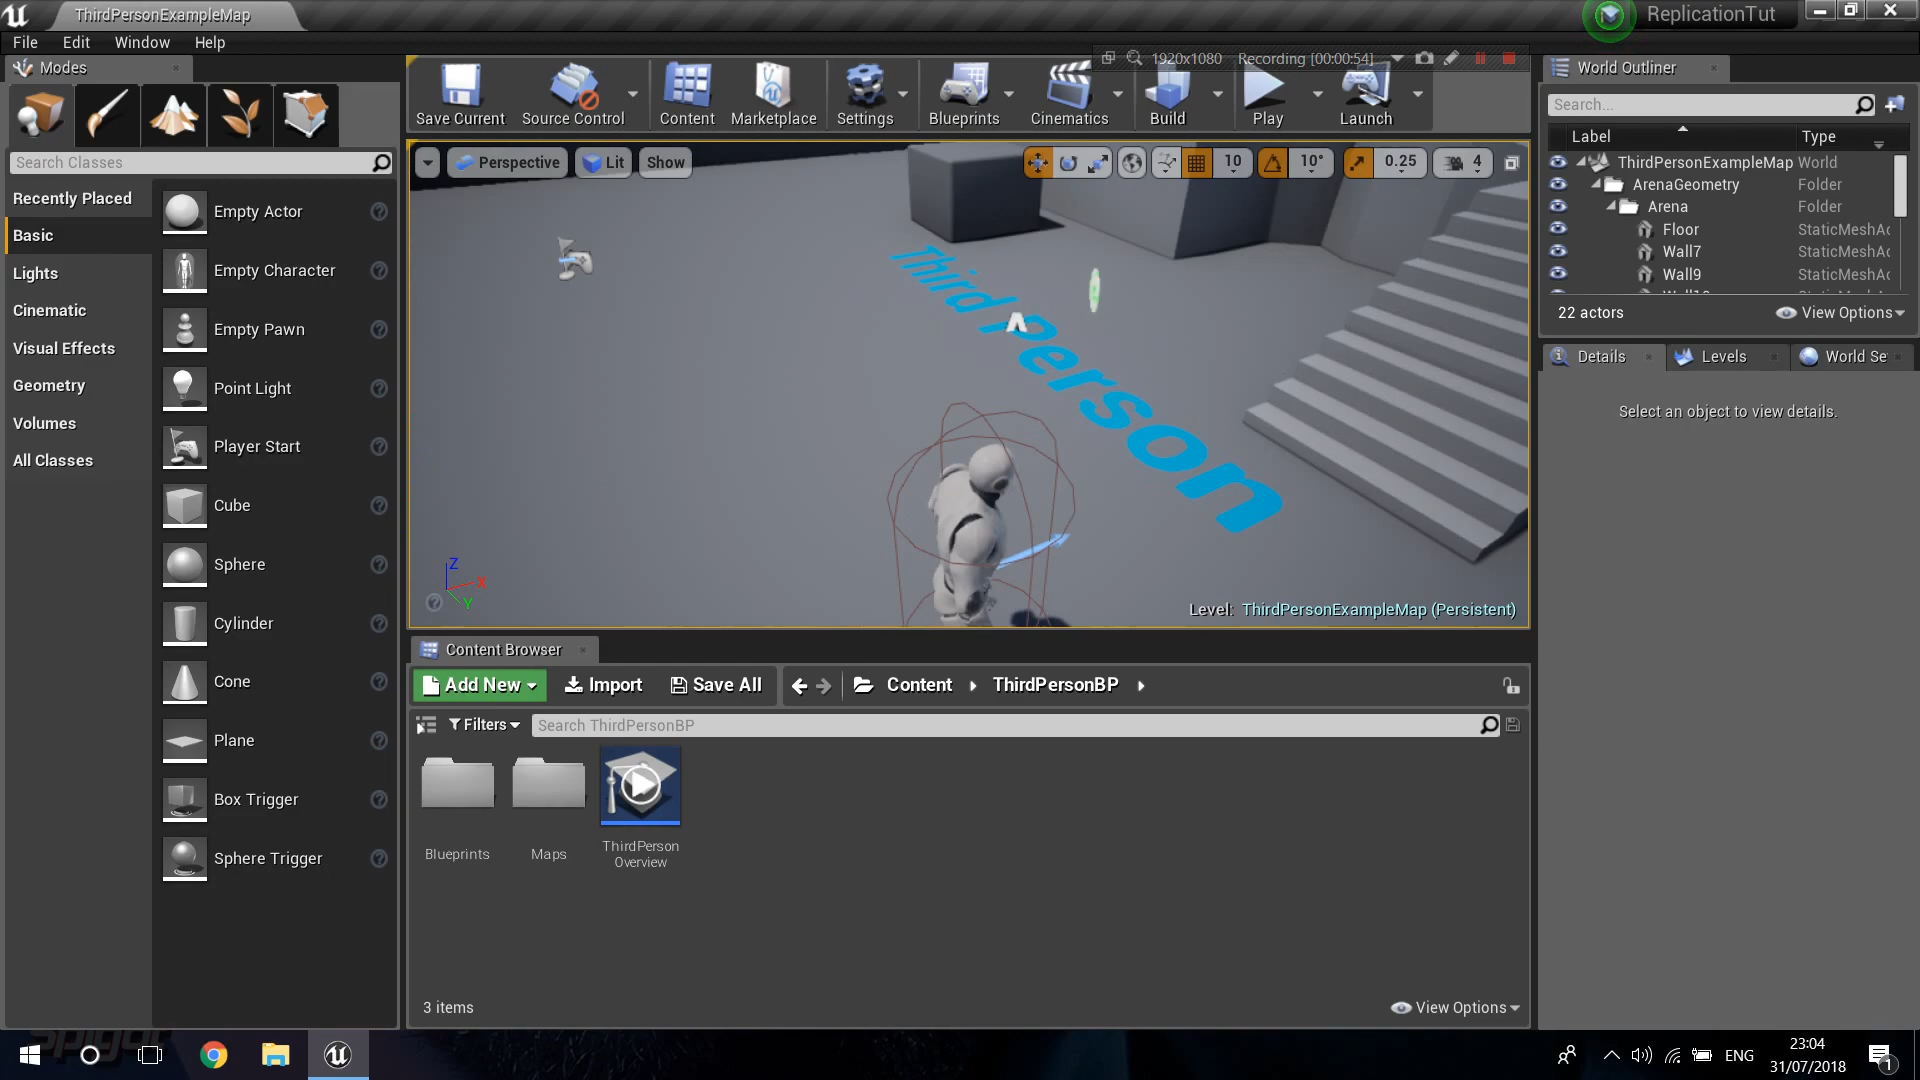 ThirdPersonExampleMap
ReplicationTut
File Edit Window Help
Modes
1920x1080 Recording [00:00:54]
World Outliner
Save Current Source Control Content Marketplace Settings Blueprints Cinematics Build Play Launch
Search...
Label Type
Search Classes
Perspective Lit Show
10 10° 0.25 4
ThirdPersonExampleMap World
ArenaGeometry Folder
Arena Folder
Floor StaticMeshAc
Wall7 StaticMeshAc
Wall9 StaticMeshAc
22 actors View Options
Recently Placed
Basic
Lights
Cinematic
Visual Effects
Geometry
Volumes
All Classes
Empty Actor
Empty Character
Empty Pawn
Point Light
Player Start
Cube
Sphere
Cylinder
Cone
Plane
Box Trigger
Sphere Trigger
Third Person
Z
X
Y
Level: ThirdPersonExampleMap (Persistent)
Details Levels World Se
Select an object to view details.
Content Browser
Add New Import Save All Content ThirdPersonBP
Filters Search ThirdPersonBP
Blueprints
Maps
ThirdPerson
Overview
3 items View Options
ENG
23:04
31/07/2018
1